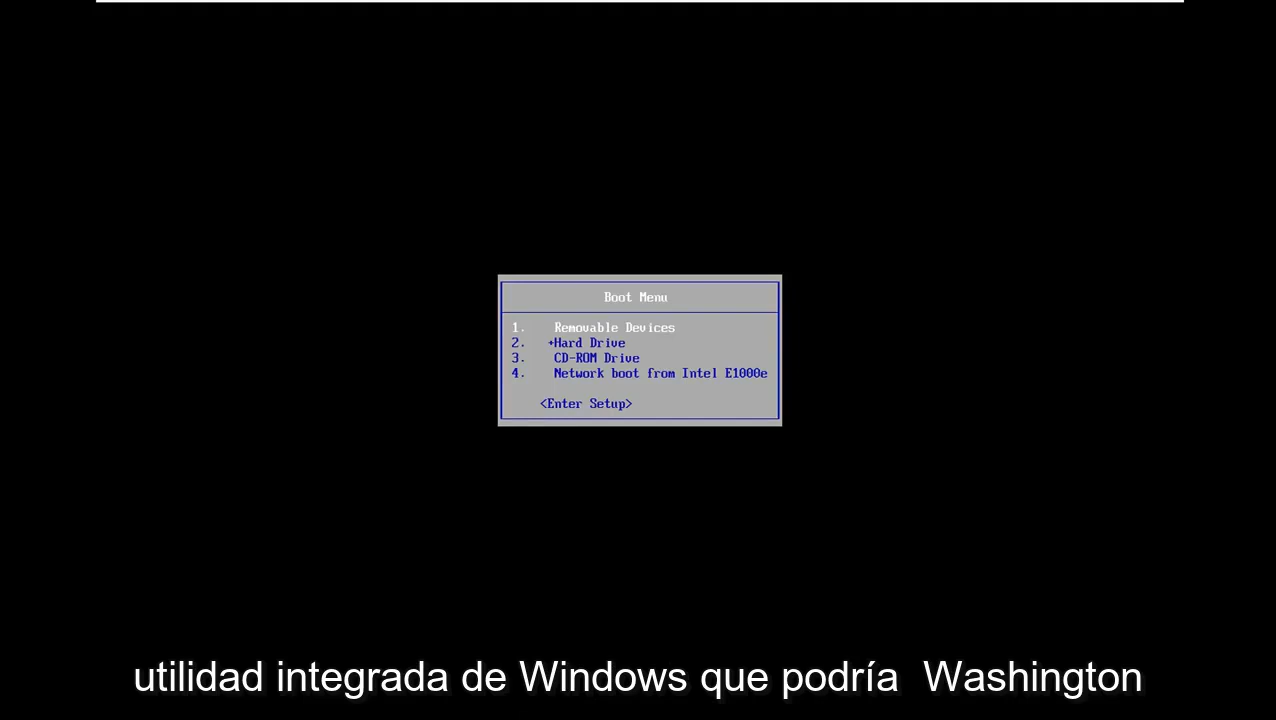 Boot Menu
1. Removable Devices
2. +Hard Drive
3. CD-ROM Drive
4. Network boot from Intel E1000e
<Enter Setup>
utilidad integrada de Windows que podría Washington